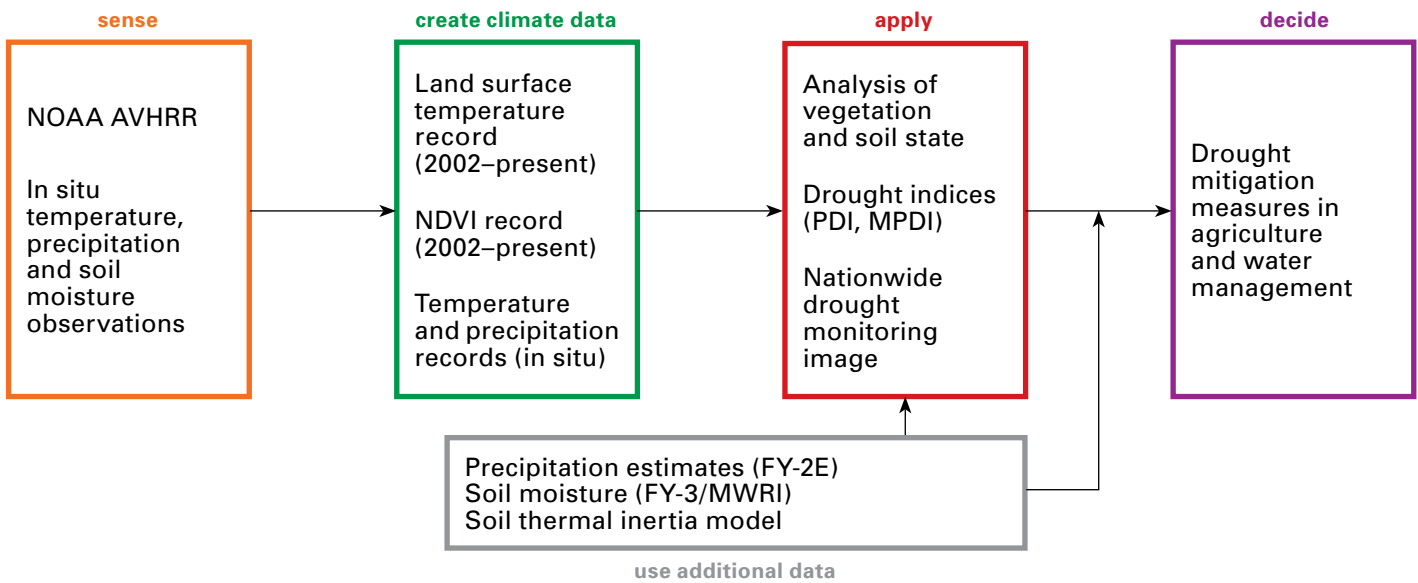 sense
NOAA AVHRR
In situ
temperature,
precipitation
and soil
moisture
observations
create climate data
Land surface
temperature
record
(2002–present)
NDVI record
(2002–present)
Temperature
and precipitation
records (in situ)
apply
Analysis of
vegetation
and soil state
Drought indices
(PDI, MPDI)
Nationwide
drought
monitoring
image
decide
Drought
mitigation
measures in
agriculture
and water
management
Precipitation estimates (FY-2E)
Soil moisture (FY-3/MWRI)
Soil thermal inertia model
use additional data